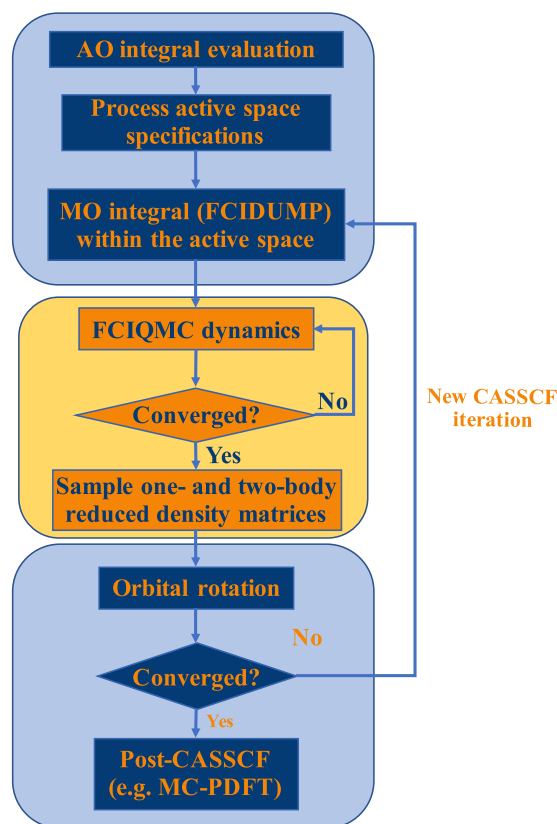 AO integral evaluation
Process active space
specifications
MO integral (FCIDUMP)
within the active space
FCIQMC dynamics
Converged?
No
Yes
Sample one- and two-body
reduced density matrices
New CASSCF
iteration
Orbital rotation
No
Converged?
Yes
Post-CASSCF
(e.g. MC-PDFT)